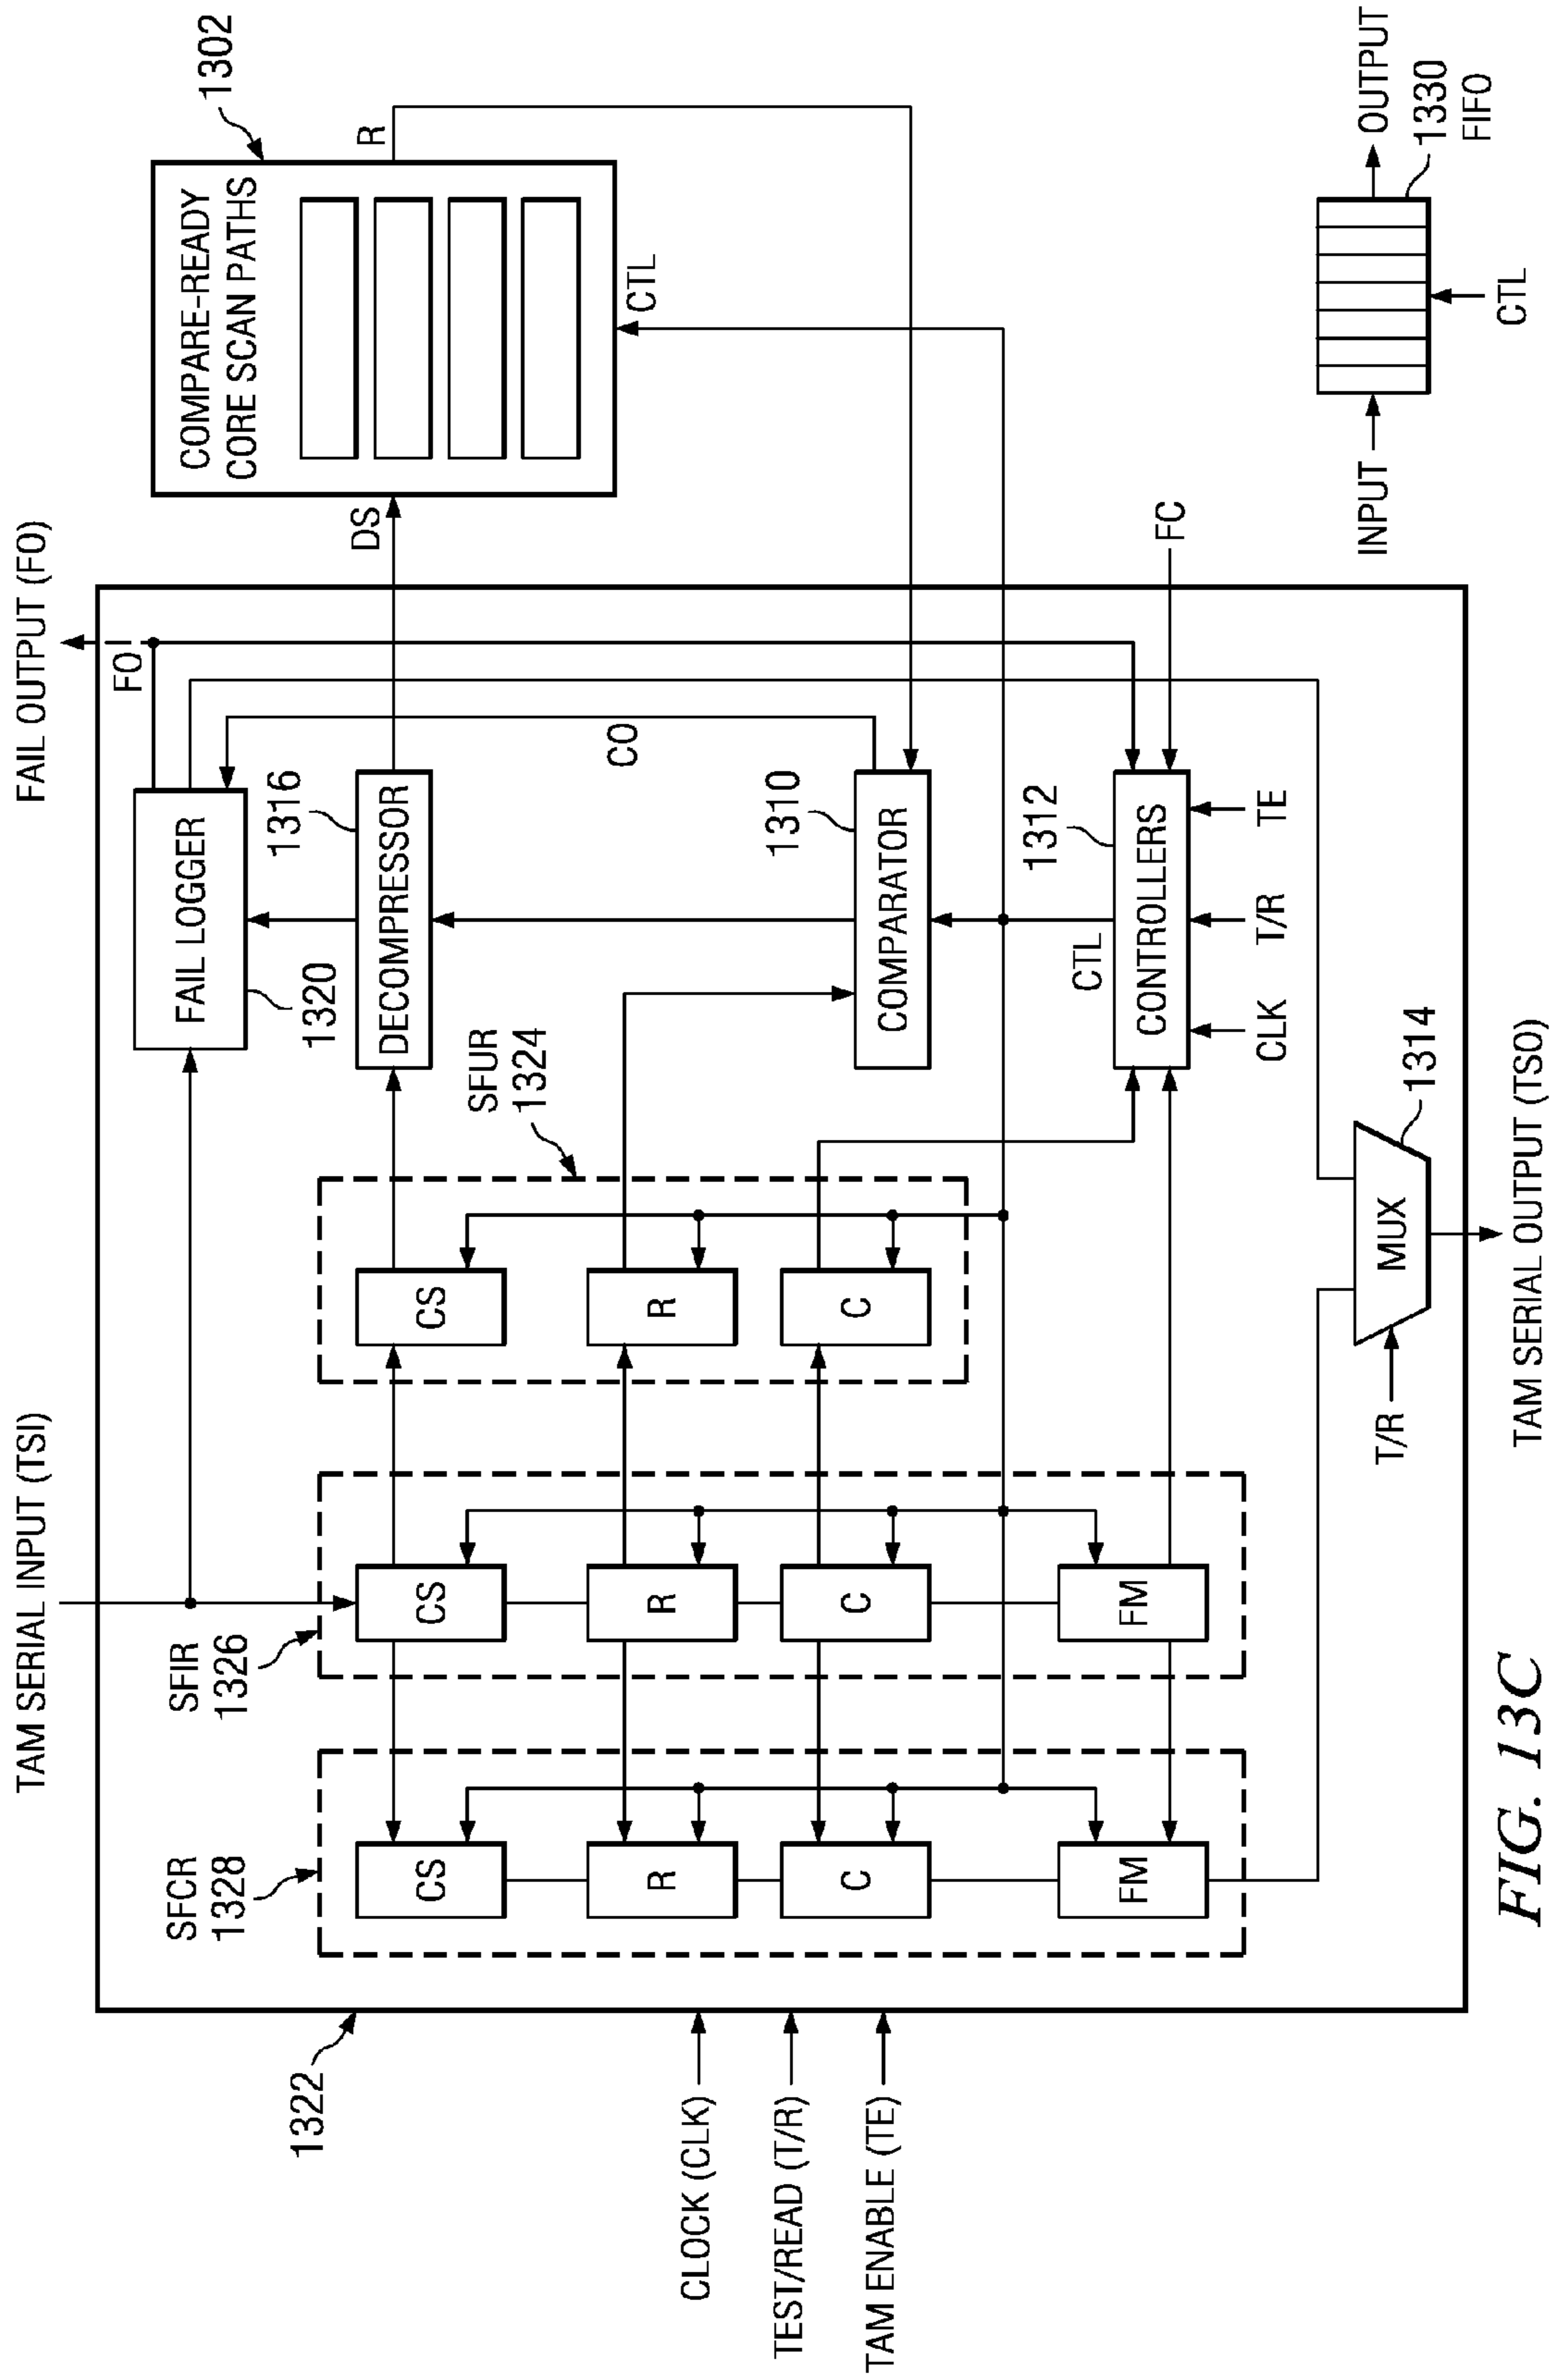 TAM SERIAL INPUT (TSI)
FAIL OUTPUT (FO)
FO
FAIL LOGGER
1320
SFCR
1328
SFIR
1326
SFUR
1324
1322
CS
CS
CS
R
R
R
C
C
C
FM
FM
DECOMPRESSOR
1316
DS
COMPARE-READY
CORE SCAN PATHS
1302
R
CTL
CO
COMPARATOR
1310
CTL
CONTROLLERS
1312
FC
CLK
T/R
TE
CLOCK (CLK)
TEST/READ (T/R)
TAM ENABLE (TE)
T/R
MUX
1314
TAM SERIAL OUTPUT (TSO)
INPUT
OUTPUT
1330
FIFO
CTL
FIG. 13C